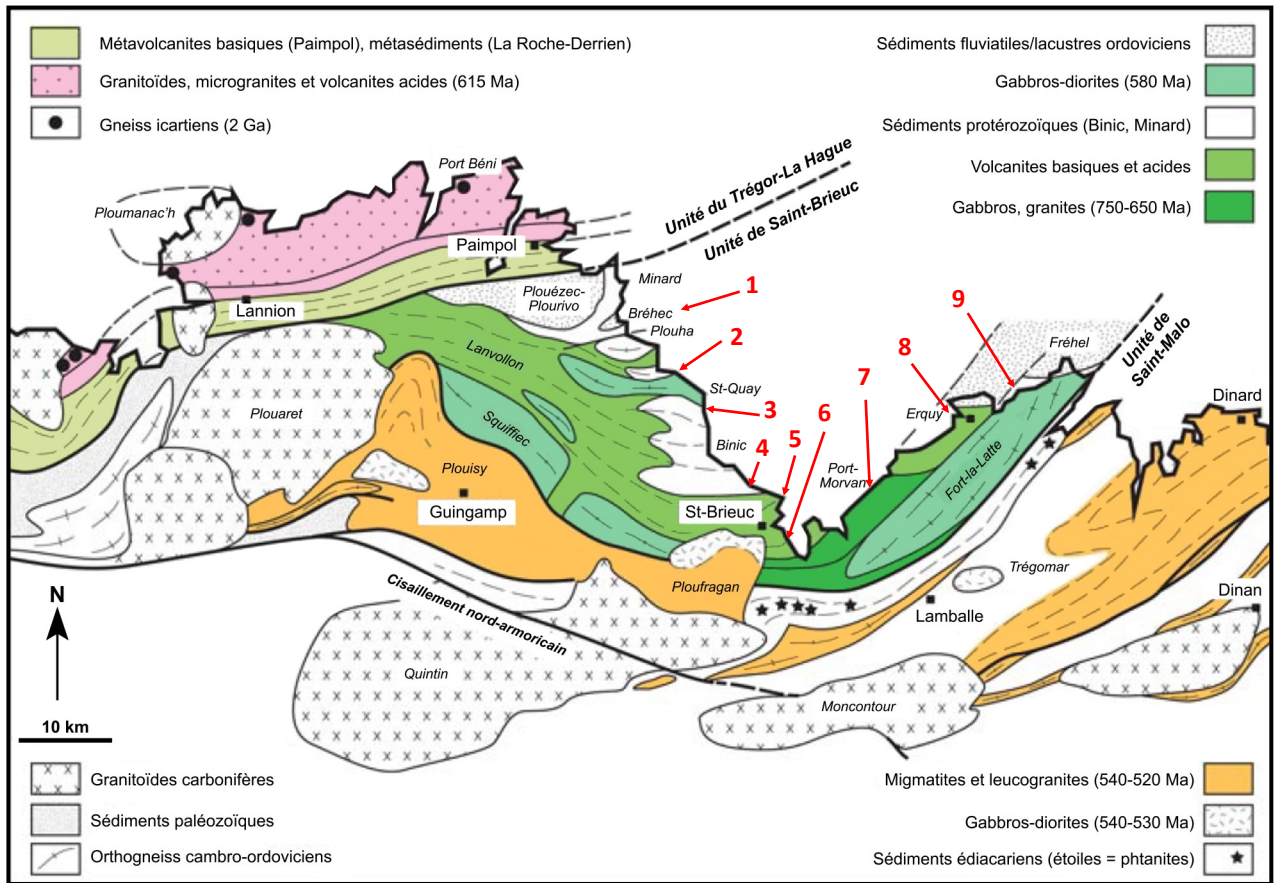 Métavolcanites basiques (Paimpol), métasédiments (La Roche-Derrien)
Granitoïdes, microgranites et volcanites acides (615 Ma)
Gneiss icartiens (2 Ga)
Sédiments fluviatiles/lacustres ordoviciens
Gabbros-diorites (580 Ma)
Sédiments protérozoïques (Binic, Minard)
Volcanites basiques et acides
Gabbros, granites (750-650 Ma)
Port Béni
Ploumanac'h
Unité du Trégor-La Hague
Unité de Saint-Brieuc
Paimpol
Lannion
Minard
Plouézec-
Plourivo
Bréhec
Plouha
1
2
3
4
5
6
7
8
9
Lanvollon
St-Quay
Fréhel
Unité de
Saint-Malo
Erquy
Dinard
Plouaret
Squiffiec
Binic
Port-
Morvan
Fort-la-Latte
Plouisy
Guingamp
St-Brieuc
Ploufragan
Trégomar
Lamballe
Dinan
N
Cisaillement nord-armoricain
Quintin
Moncontour
10 km
Granitoïdes carbonifères
Sédiments paléozoïques
Orthogneiss cambro-ordoviciens
Migmatites et leucogranites (540-520 Ma)
Gabbros-diorites (540-530 Ma)
Sédiments édiacariens (étoiles = phtanites)